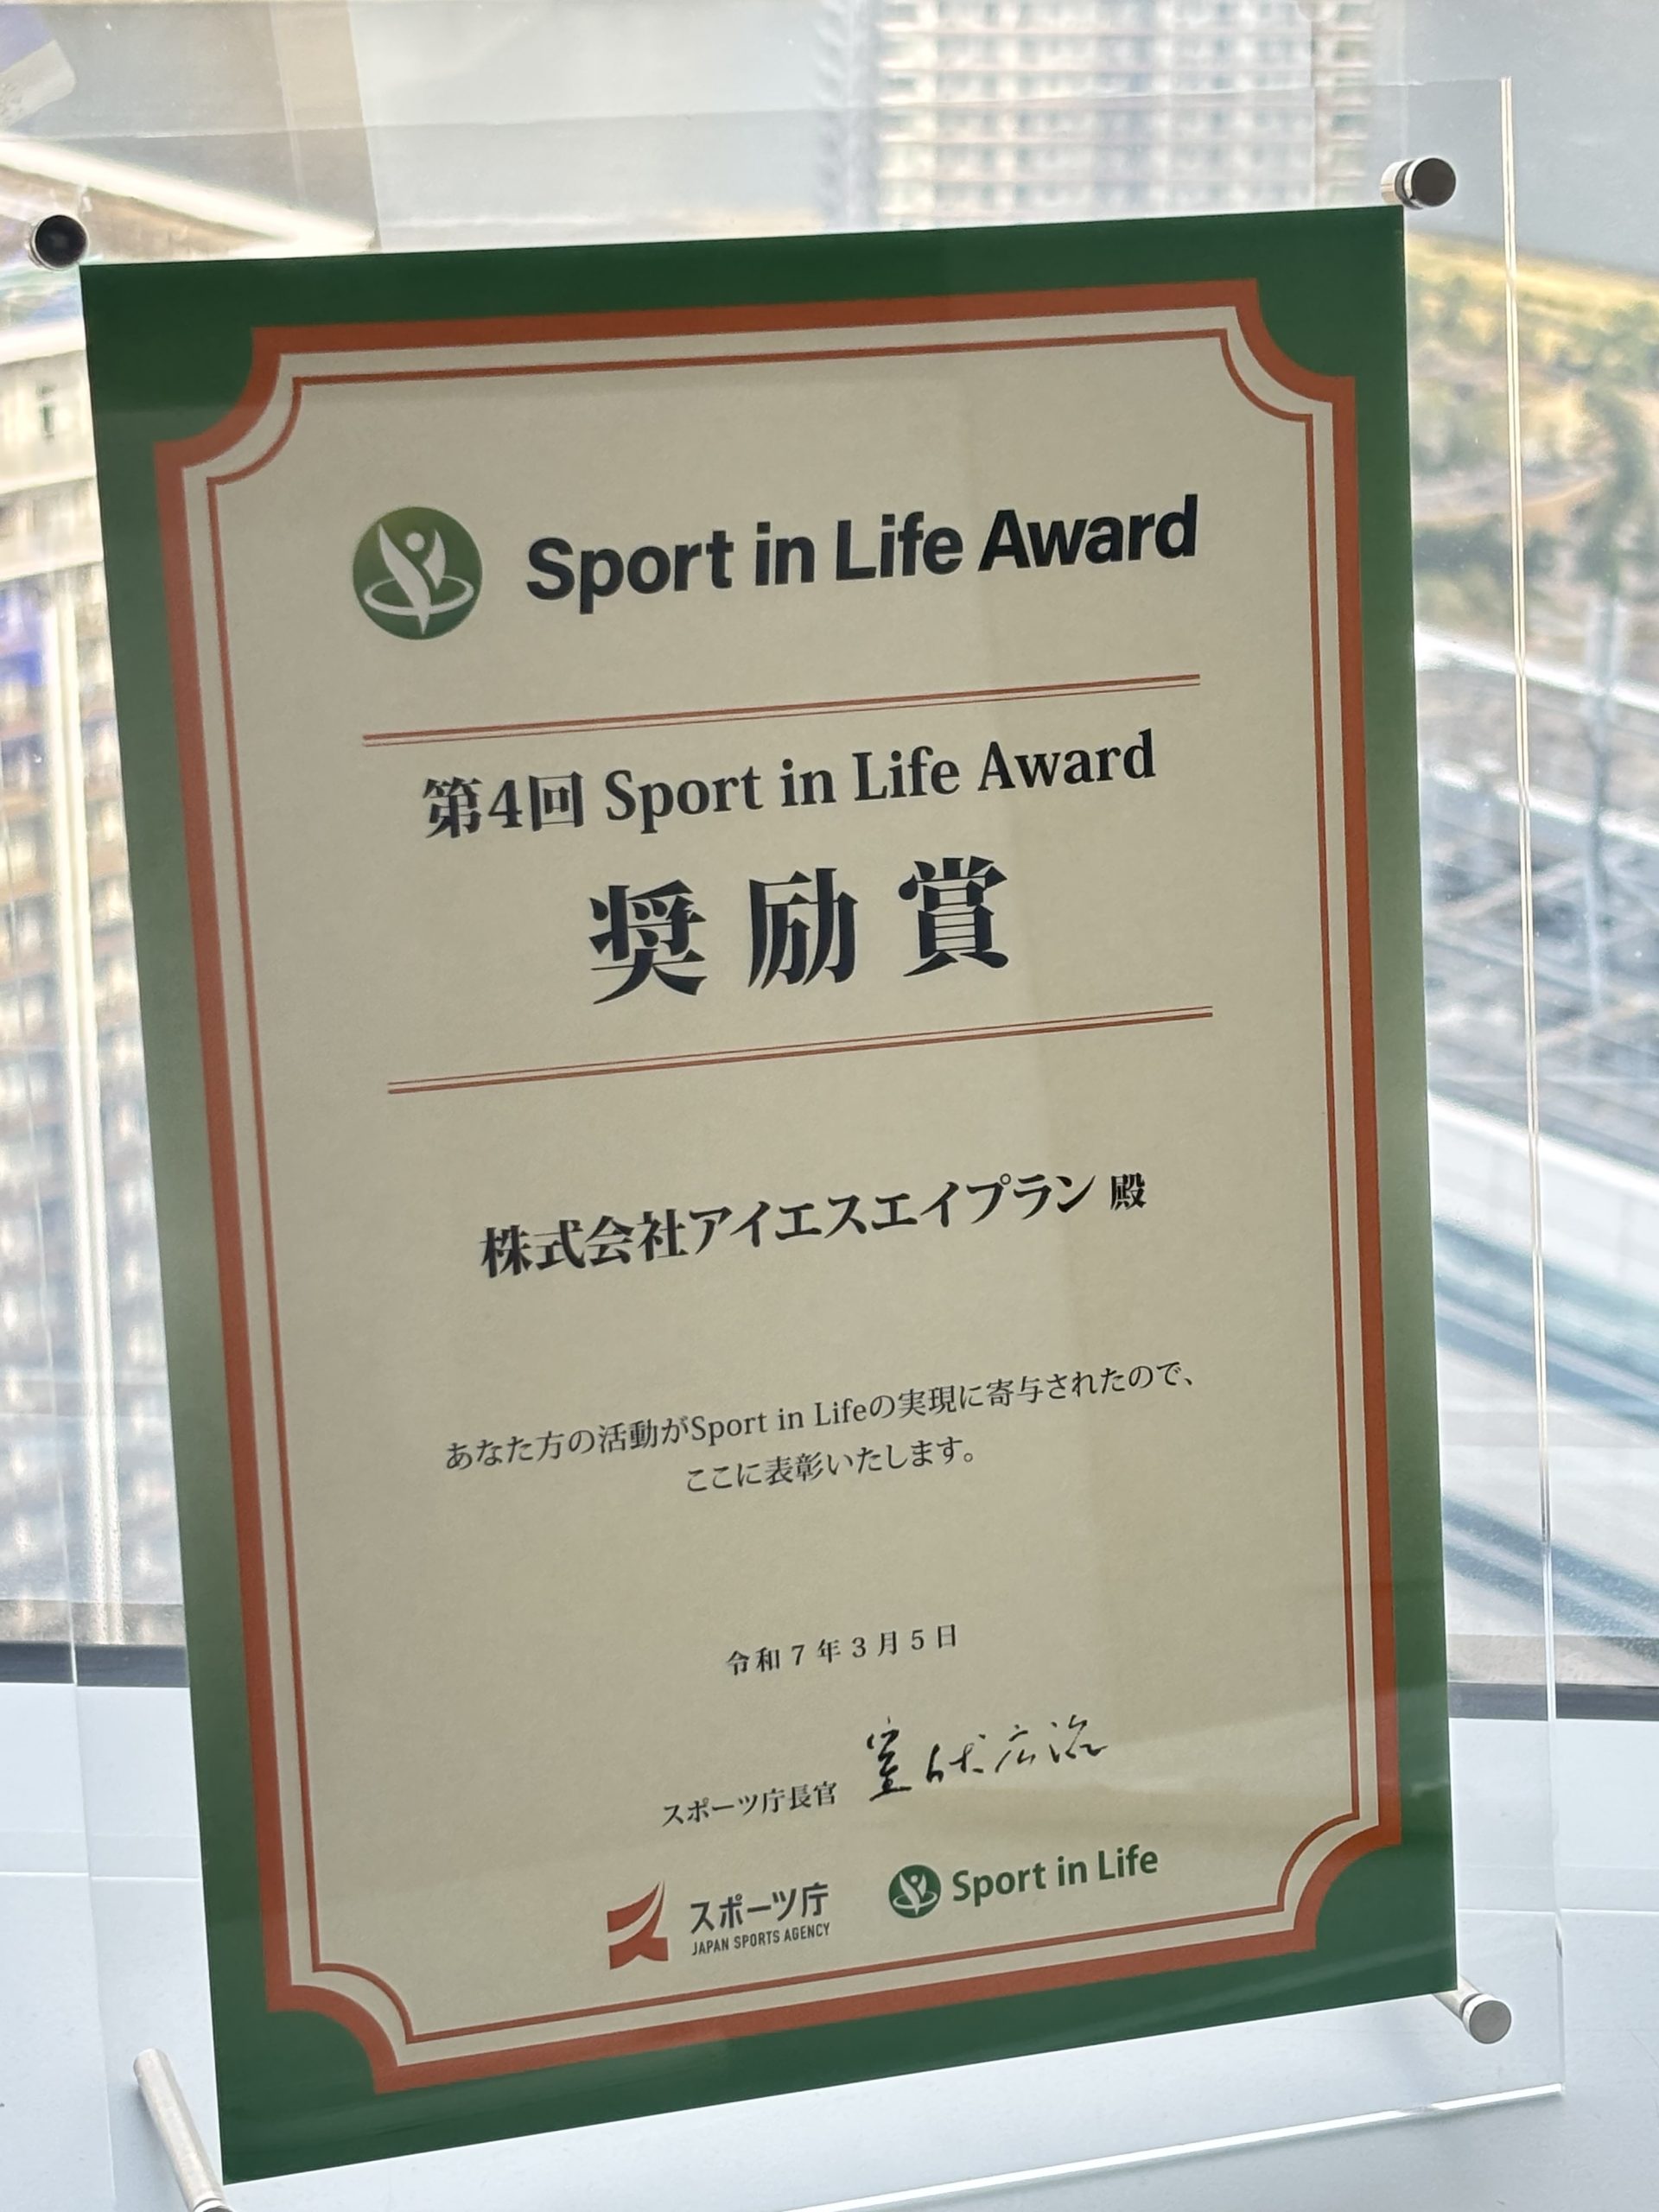 Sport in Life Award
第4回 Sport in Life Award
奨励賞
株式会社アイエスエイプラン 殿
あなた方の活動がSport in Lifeの実現に寄与されたので、
ここに表彰いたします。
令和7年3月5日
スポーツ庁長官 室伏広治
スポーツ庁
JAPAN SPORTS AGENCY
Sport in Life